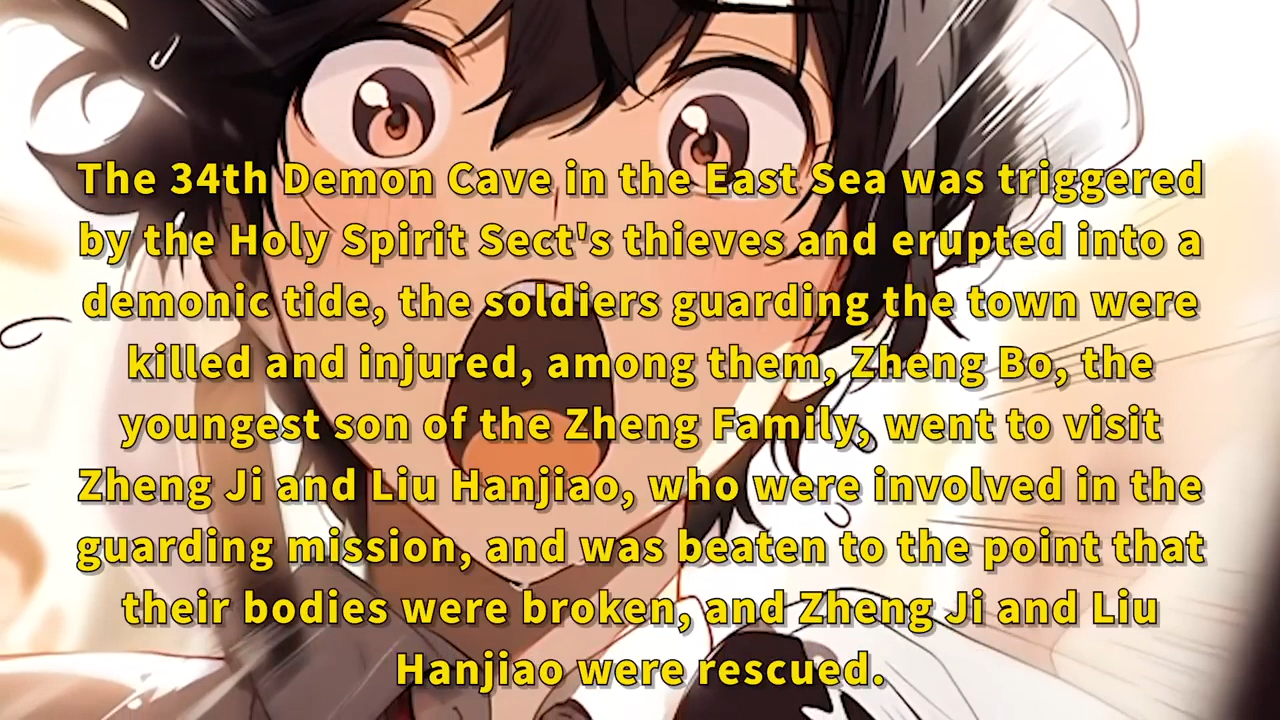 The 34th Demon Cave in the East Sea was triggered
by the Holy Spirit Sect's thieves and erupted into a
demonic tide, the soldiers guarding the town were
killed and injured, among them, Zheng Bo, the
youngest son of the Zheng Family, went to visit
Zheng Ji and Liu Hanjiao, who were involved in the
guarding mission, and was beaten to the point that
their bodies were broken, and Zheng Ji and Liu
Hanjiao were rescued.